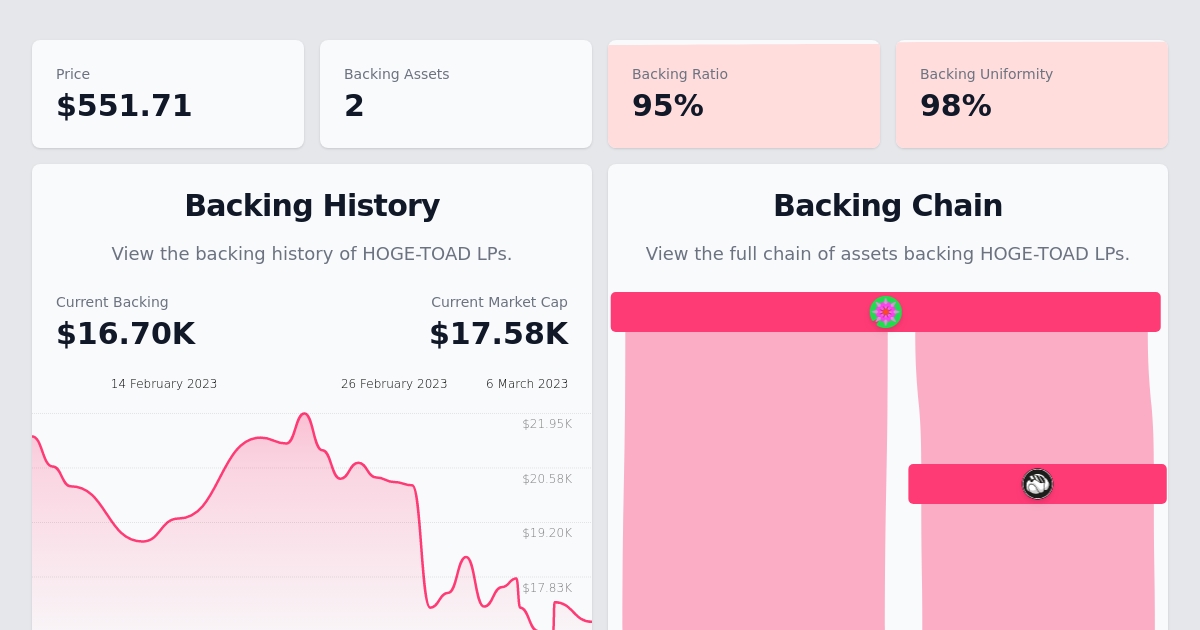 Price
$551.71
Backing Assets
2
Backing Ratio
95%
Backing Uniformity
98%
Backing History
View the backing history of HOGE-TOAD LPs.
Current Backing
$16.70K
Current Market Cap
$17.58K
14 February 2023
26 February 2023
6 March 2023
$21.95K
$20.58K
$19.20K
$17.83K
Backing Chain
View the full chain of assets backing HOGE-TOAD LPs.